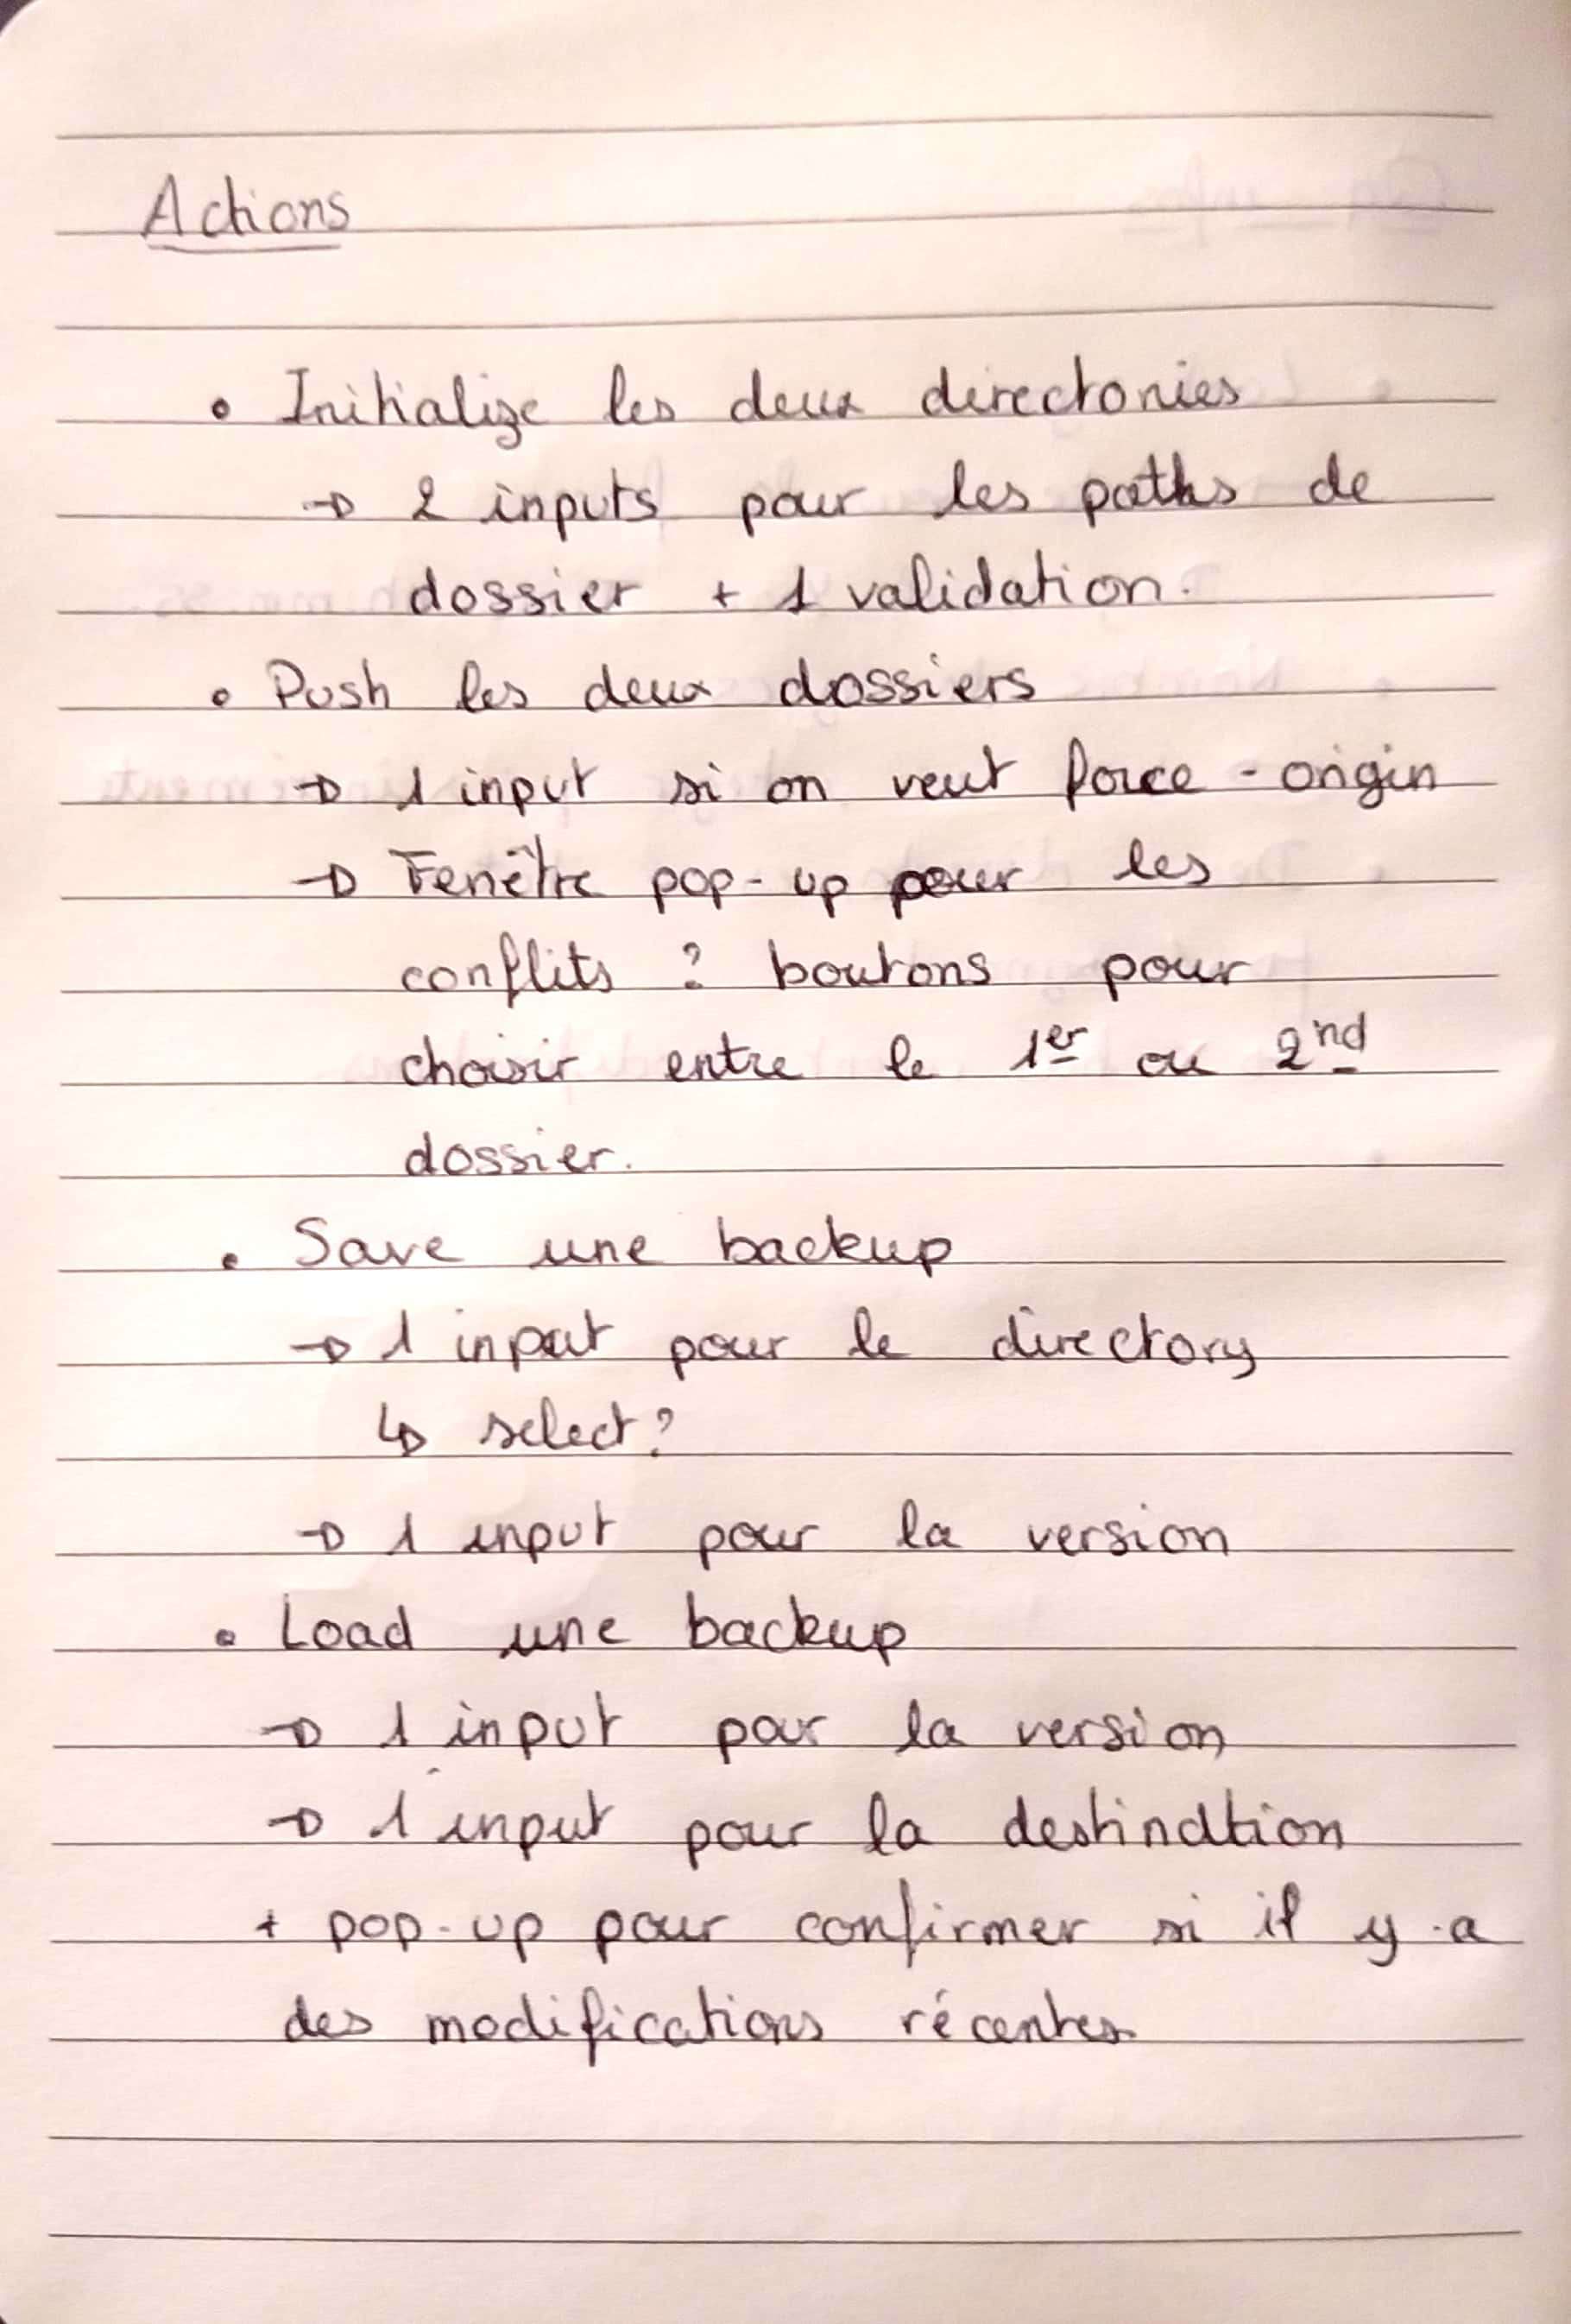 Actions
• Initialize les deux directories
→ 2 inputs pour les paths de
dossier + 1 validation.
• Push les deux dossiers
→ 1 input si on veut force-origin
→ Fenêtre pop-up pour les
conflits ? boutons pour
choisir entre le 1er ou 2nd
dossier.
• Save une backup
→ 1 input pour le directory
↳ select ?
→ 1 input pour la version
• Load une backup
→ 1 input pour la version
→ 1 input pour la destination
+ pop-up pour confirmer si il y a
des modifications récentes